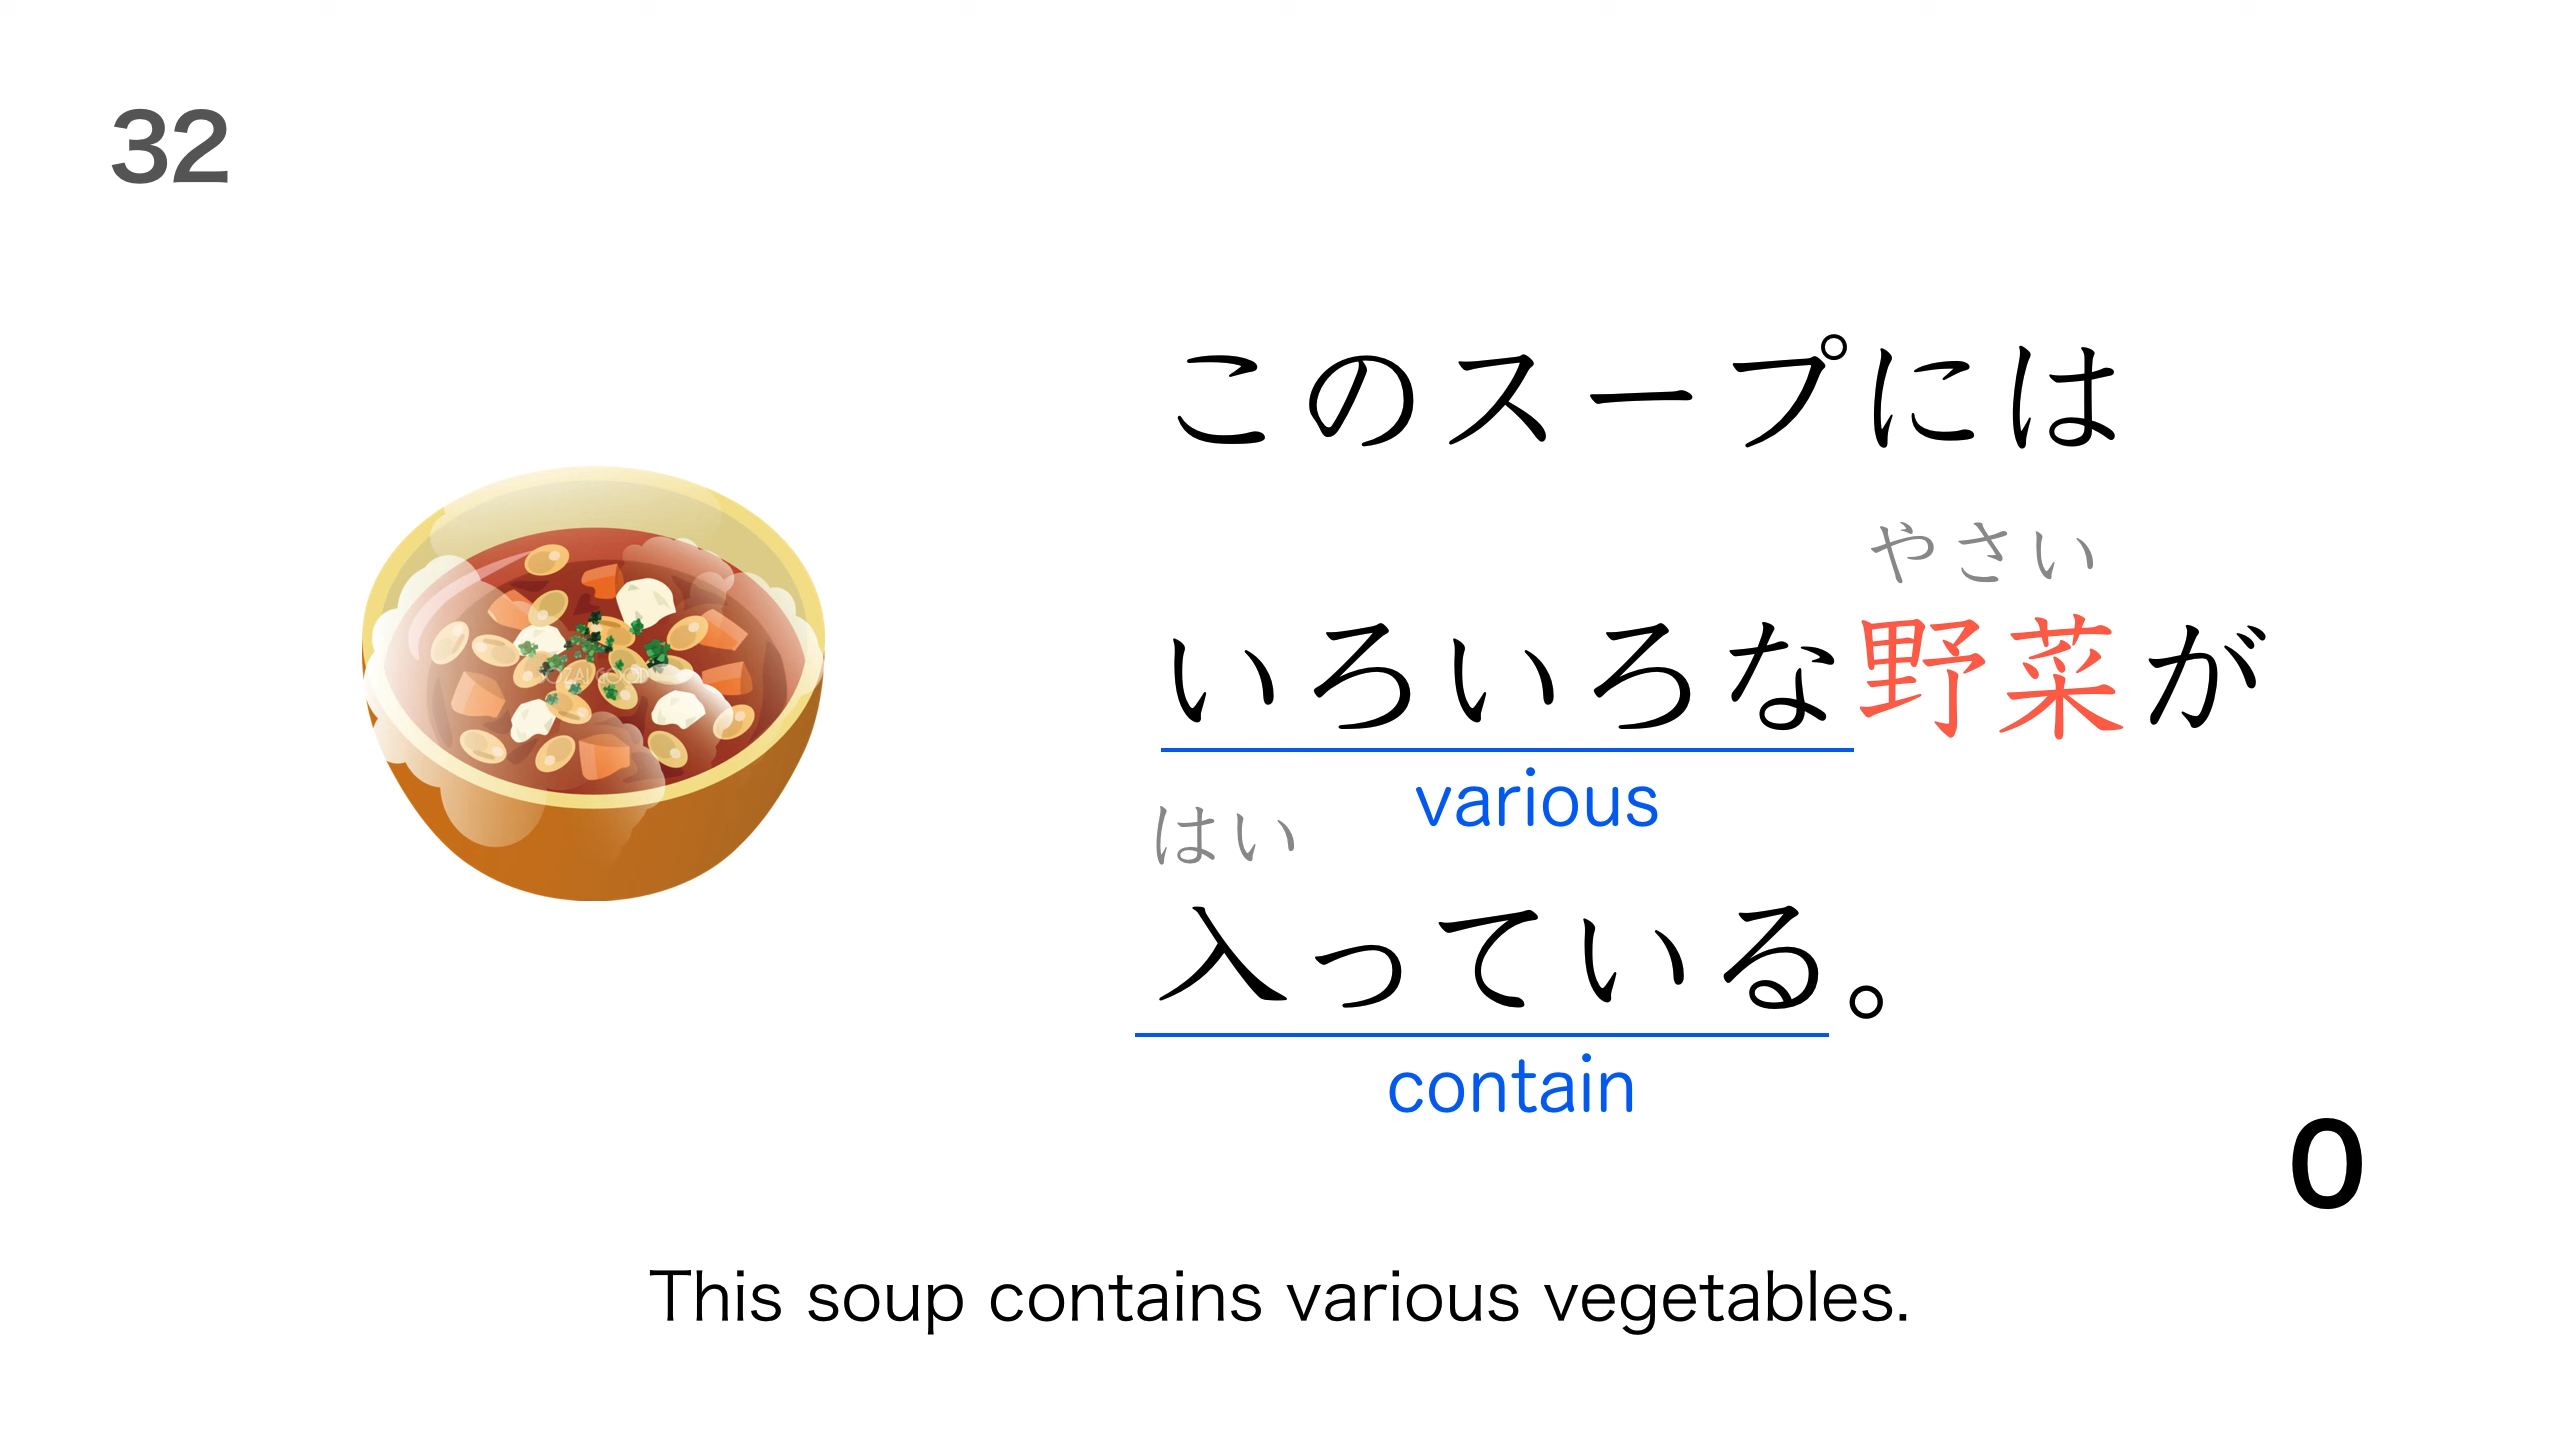 32
このスープには
やさい
いろいろな野菜が
various
はい
入っている。
contain
0
This soup contains various vegetables.